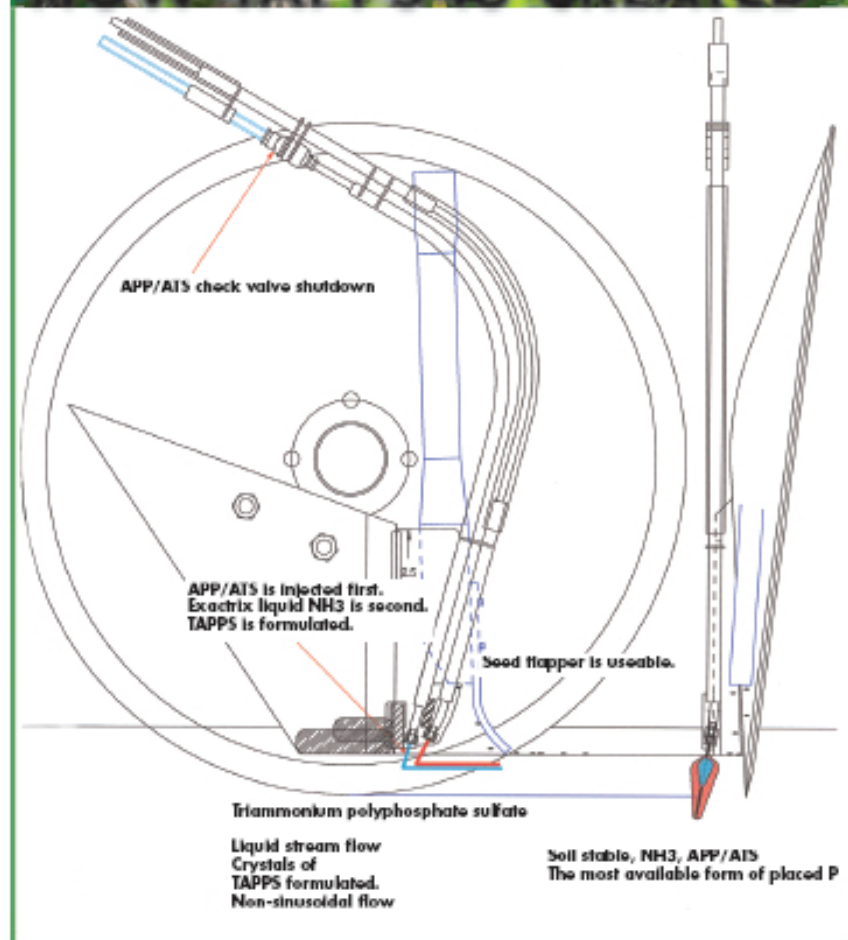 APP/ATS check valve shutdown
APP/ATS is injected first.
Exactrix liquid NH3 is second.
TAPPS is formulated.
Seed flapper is useable.
Triammonium polyphosphate sulfate
Liquid stream flow
Crystals of
TAPPS formulated.
Non-sinusoidal flow
Soil stable, NH3, APP/ATS
The most available form of placed P